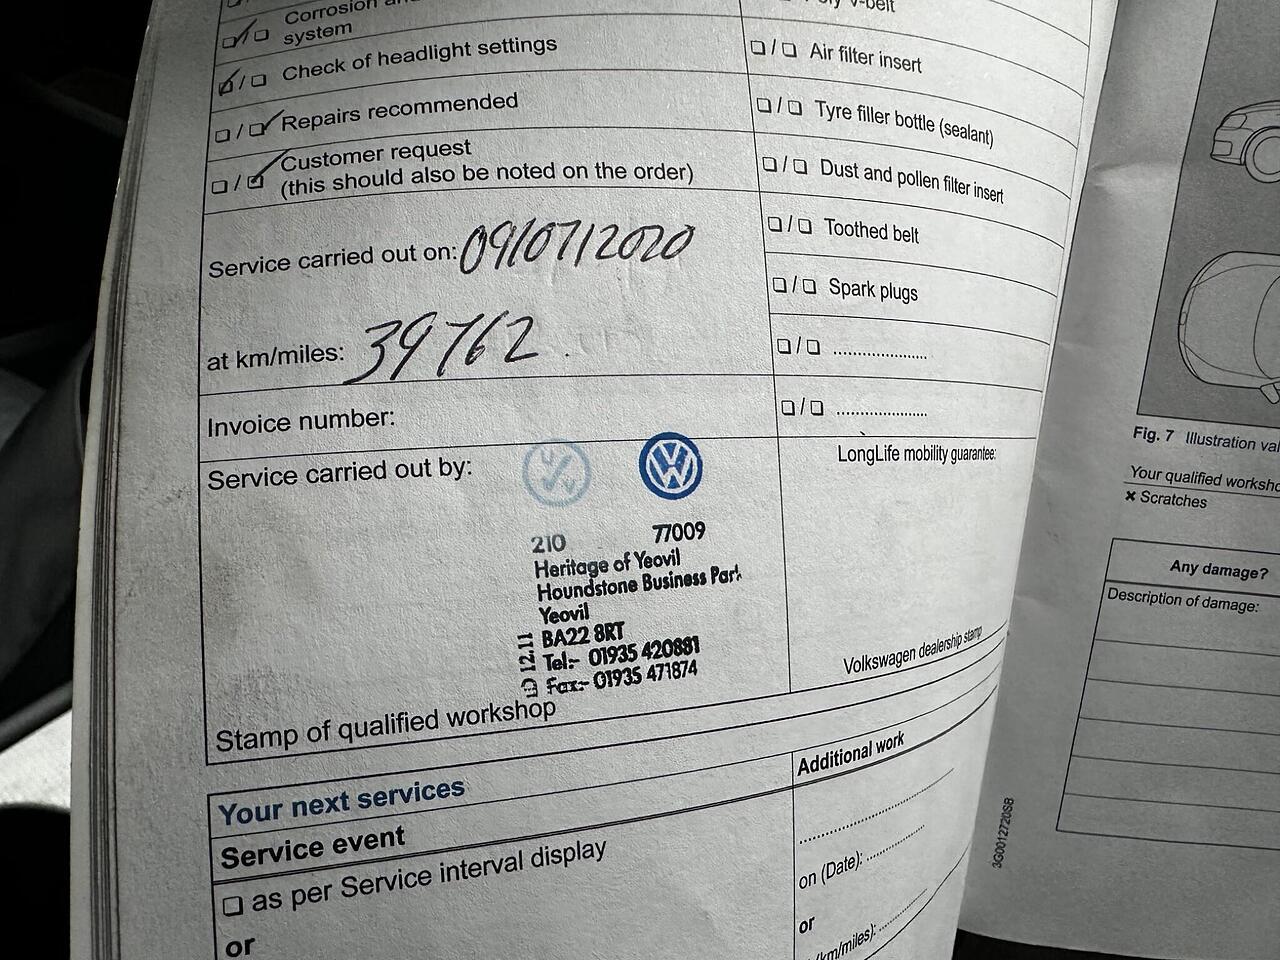 Corrosion
system
Check of headlight settings
Repairs recommended
Customer request
(this should also be noted on the order)
Service carried out on: 09/07/2020
at km/miles: 39762
Invoice number:
Service carried out by:
210 77009
Heritage of Yeovil
Houndstone Business Park
Yeovil
BA22 8RT
Tel:- 01935 420881
Fax:- 01935 471874
Stamp of qualified workshop
V-belt
Air filter insert
Tyre filler bottle (sealant)
Dust and pollen filter insert
Toothed belt
Spark plugs
.....................
.....................
LongLife mobility guarantee:
Volkswagen dealership stamp
Your next services
Service event
as per Service interval display
or
Additional work
on (Date):
or
(km/miles):
3G0012720SB
Fig. 7 Illustration
Your qualified
× Scratches
Any damage?
Description of damage: